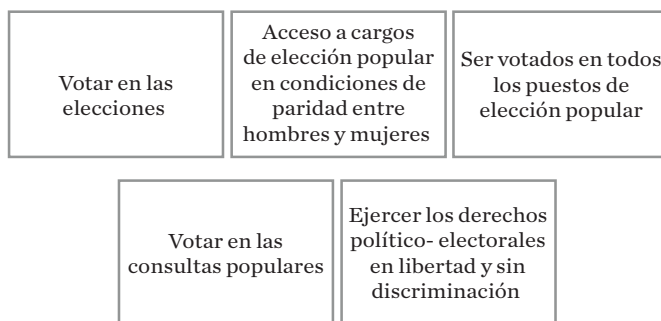 Votar en las
elecciones
Acceso a cargos
de elección popular
en condiciones de
paridad entre
hombres y mujeres
Ser votados en todos
los puestos de
elección popular
Votar en las
consultas populares
Ejercer los derechos
político- electorales
en libertad y sin
discriminación